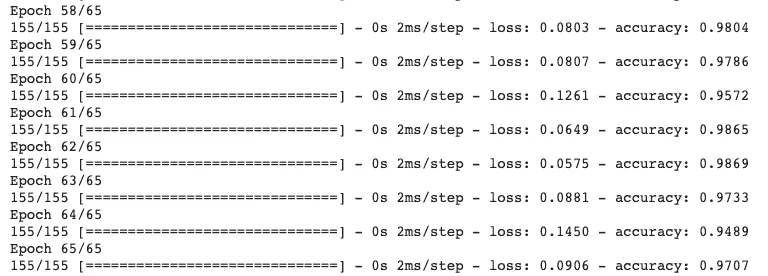 Epoch 58/65
155/155 [==============================] - 0s 2ms/step - loss: 0.0803 - accuracy: 0.9804
Epoch 59/65
155/155 [==============================] - 0s 2ms/step - loss: 0.0807 - accuracy: 0.9786
Epoch 60/65
155/155 [==============================] - 0s 2ms/step - loss: 0.1261 - accuracy: 0.9572
Epoch 61/65
155/155 [==============================] - 0s 2ms/step - loss: 0.0649 - accuracy: 0.9865
Epoch 62/65
155/155 [==============================] - 0s 2ms/step - loss: 0.0575 - accuracy: 0.9869
Epoch 63/65
155/155 [==============================] - 0s 2ms/step - loss: 0.0881 - accuracy: 0.9733
Epoch 64/65
155/155 [==============================] - 0s 2ms/step - loss: 0.1450 - accuracy: 0.9489
Epoch 65/65
155/155 [==============================] - 0s 2ms/step - loss: 0.0906 - accuracy: 0.9707